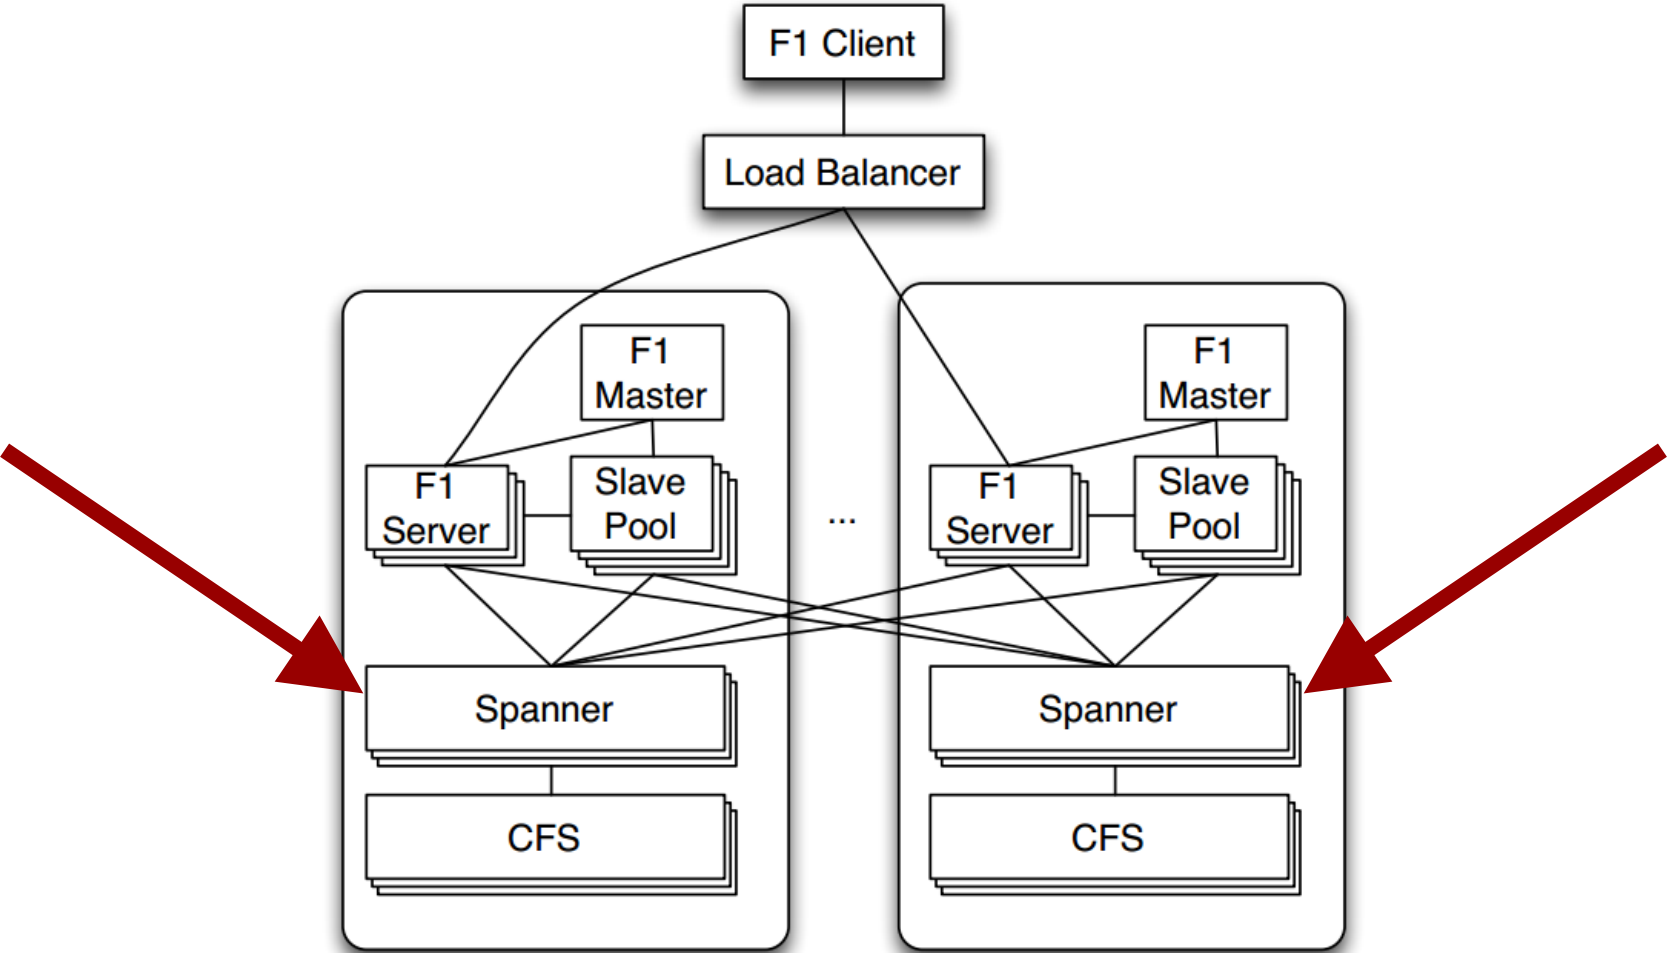 F1 Client
Load Balancer
F1
Master
F1
Server
Slave
Pool
...
F1
Master
F1
Server
Slave
Pool
Spanner
Spanner
CFS
CFS